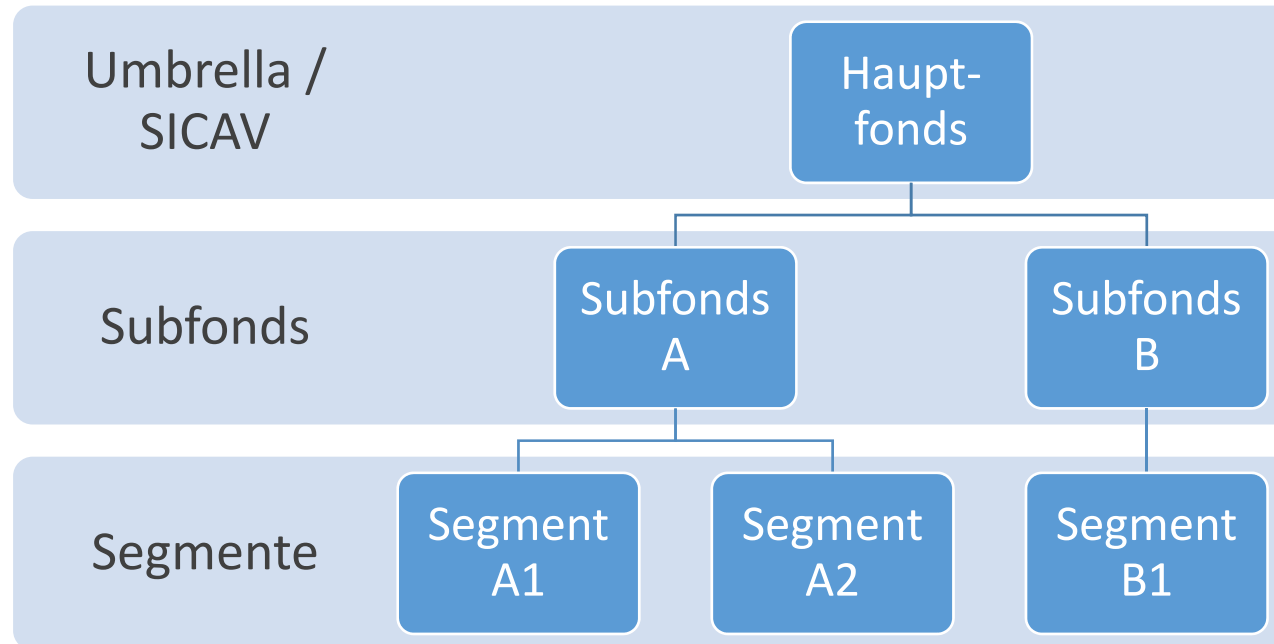 Umbrella /
SICAV
Haupt-
fonds
Subfonds
Subfonds
A
Subfonds
B
Segmente
Segment
A1
Segment
A2
Segment
B1